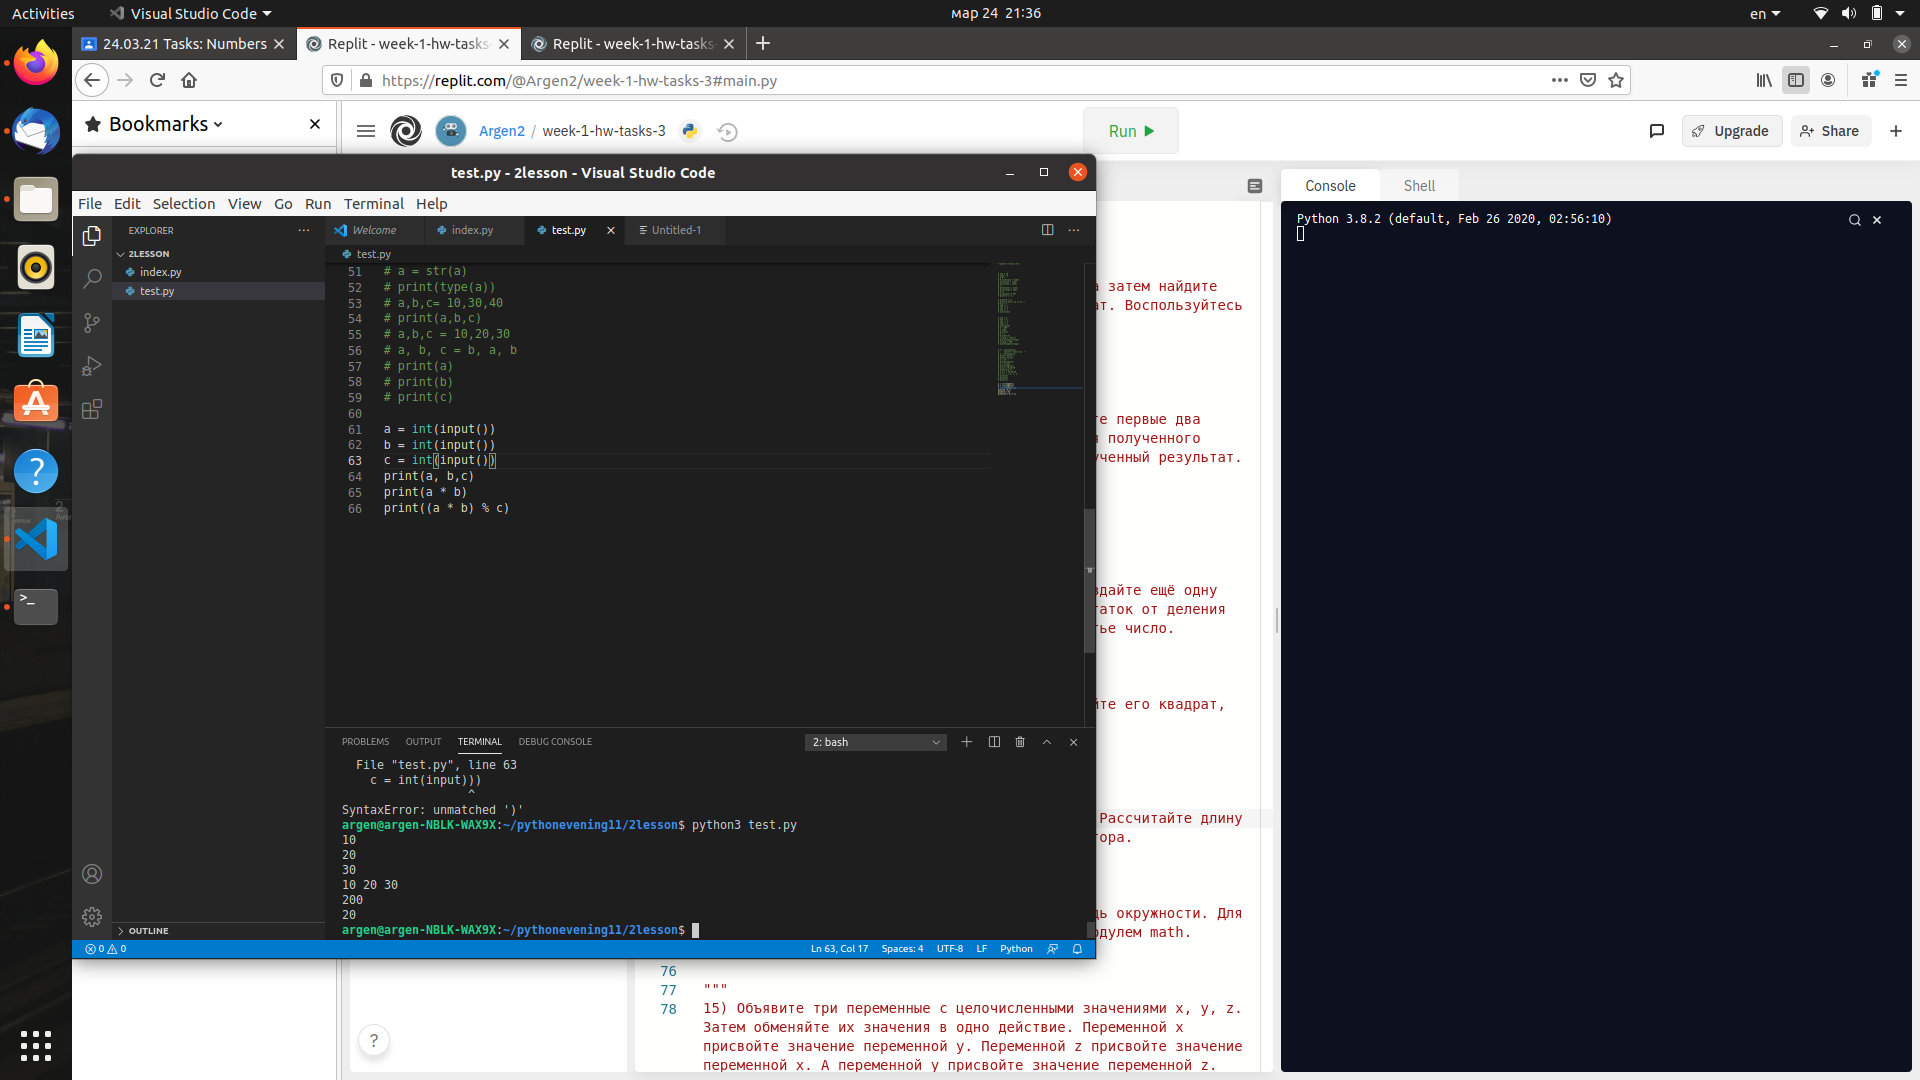 Activities
Visual Studio Code
мар 24 21:36
en
24.03.21 Tasks: Numbers
Replit - week-1-hw-tasks-
Replit - week-1-hw-tasks-
https://replit.com/@Argen2/week-1-hw-tasks-3#main.py
Bookmarks
Argen2 / week-1-hw-tasks-3
Run
Upgrade
Share
test.py - 2lesson - Visual Studio Code
File Edit Selection View Go Run Terminal Help
EXPLORER
2LESSON
index.py
test.py
OUTLINE
Welcome
index.py
test.py
Untitled-1
test.py
51 # a = str(a)
52 # print(type(a))
53 # a,b,c= 10,30,40
54 # print(a,b,c)
55 # a,b,c = 10,20,30
56 # a, b, c = b, a, b
57 # print(a)
58 # print(b)
59 # print(c)
60
61 a = int(input())
62 b = int(input())
63 c = int(input())
64 print(a, b,c)
65 print(a * b)
66 print((a * b) % c)
PROBLEMS OUTPUT TERMINAL DEBUG CONSOLE
2: bash
File "test.py", line 63
c = int(input)))
^
SyntaxError: unmatched ')'
argen@argen-NBLK-WAX9X:~/pythonevening11/2lesson$ python3 test.py
10
20
30
10 20 30
200
20
argen@argen-NBLK-WAX9X:~/pythonevening11/2lesson$
0 0
Ln 63, Col 17 Spaces: 4 UTF-8 LF Python
а затем найдите
Воспользуйтесь
первые два
полученного
результат.
ещё одну
от деления
число.
его квадрат,
Рассчитайте длину
окружности. Для
math.
76
77 """
78 15) Объявите три переменные с целочисленными значениями x, y, z.
Затем обменяйте их значения в одно действие. Переменной x
присвойте значение переменной y. Переменной z присвойте значение
переменной x. А переменной y присвойте значение переменной z.
?
Console
Shell
Python 3.8.2 (default, Feb 26 2020, 02:56:10)